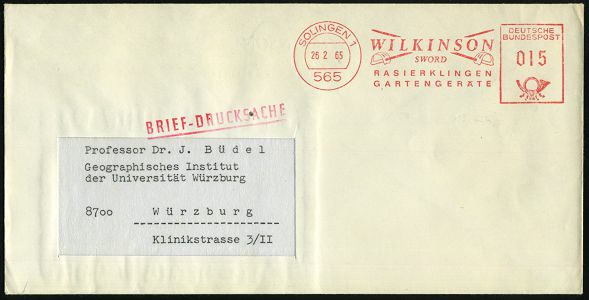 SOLINGEN 1
26 2 65
565
WILKINSON
SWORD
RASIERKLINGEN
GARTENGERÄTE
DEUTSCHE
BUNDESPOST
015
BRIEF-DRUCKSACHE
Professor Dr. J. Büdel
Geographisches Institut
der Universität Würzburg
8700 Würzburg
Klinikstrasse 3/II